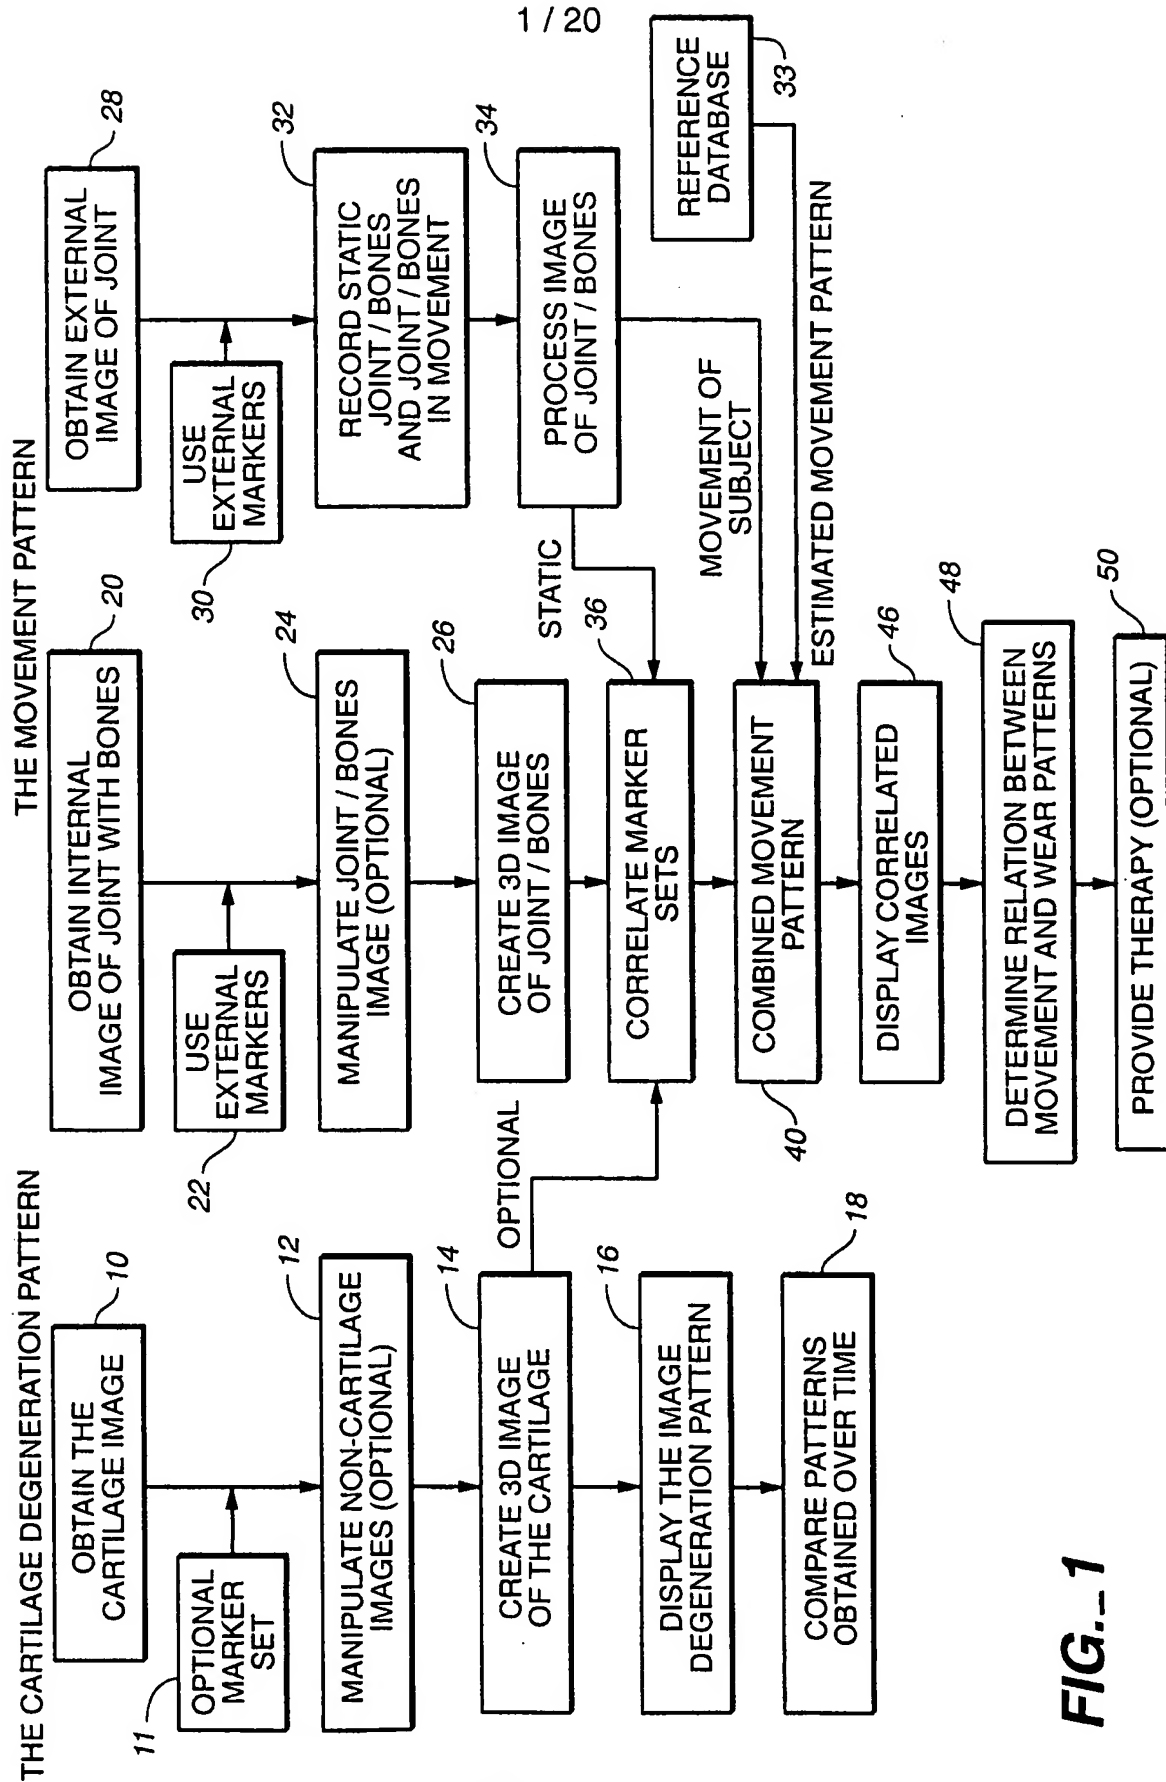 1 / 20
THE CARTILAGE DEGENERATION PATTERN
10
OBTAIN THE
CARTILAGE IMAGE
11
OPTIONAL
MARKER
SET
12
MANIPULATE NON-CARTILAGE
IMAGES (OPTIONAL)
14
CREATE 3D IMAGE
OF THE CARTILAGE
OPTIONAL
16
DISPLAY THE IMAGE
DEGENERATION PATTERN
18
COMPARE PATTERNS
OBTAINED OVER TIME
THE MOVEMENT PATTERN
20
OBTAIN INTERNAL
IMAGE OF JOINT WITH BONES
22
USE
EXTERNAL
MARKERS
24
MANIPULATE JOINT / BONES
IMAGE (OPTIONAL)
26
CREATE 3D IMAGE
OF JOINT / BONES
36
CORRELATE MARKER
SETS
40
COMBINED MOVEMENT
PATTERN
46
DISPLAY CORRELATED
IMAGES
48
DETERMINE RELATION BETWEEN
MOVEMENT AND WEAR PATTERNS
50
PROVIDE THERAPY (OPTIONAL)
28
OBTAIN EXTERNAL
IMAGE OF JOINT
30
USE
EXTERNAL
MARKERS
32
RECORD STATIC
JOINT / BONES
AND JOINT / BONES
IN MOVEMENT
34
PROCESS IMAGE
OF JOINT / BONES
STATIC
MOVEMENT OF
SUBJECT
33
REFERENCE
DATABASE
ESTIMATED MOVEMENT PATTERN
FIG._1